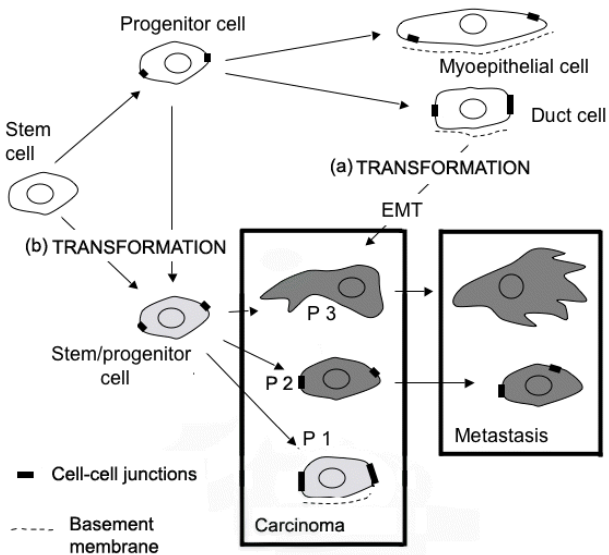 Progenitor cell
Myoepithelial cell
Stem
cell
Duct cell
(a) TRANSFORMATION
EMT
(b) TRANSFORMATION
P 3
Stem/progenitor
cell
P 2
P 1
Metastasis
Cell-cell junctions
Basement
membrane
Carcinoma